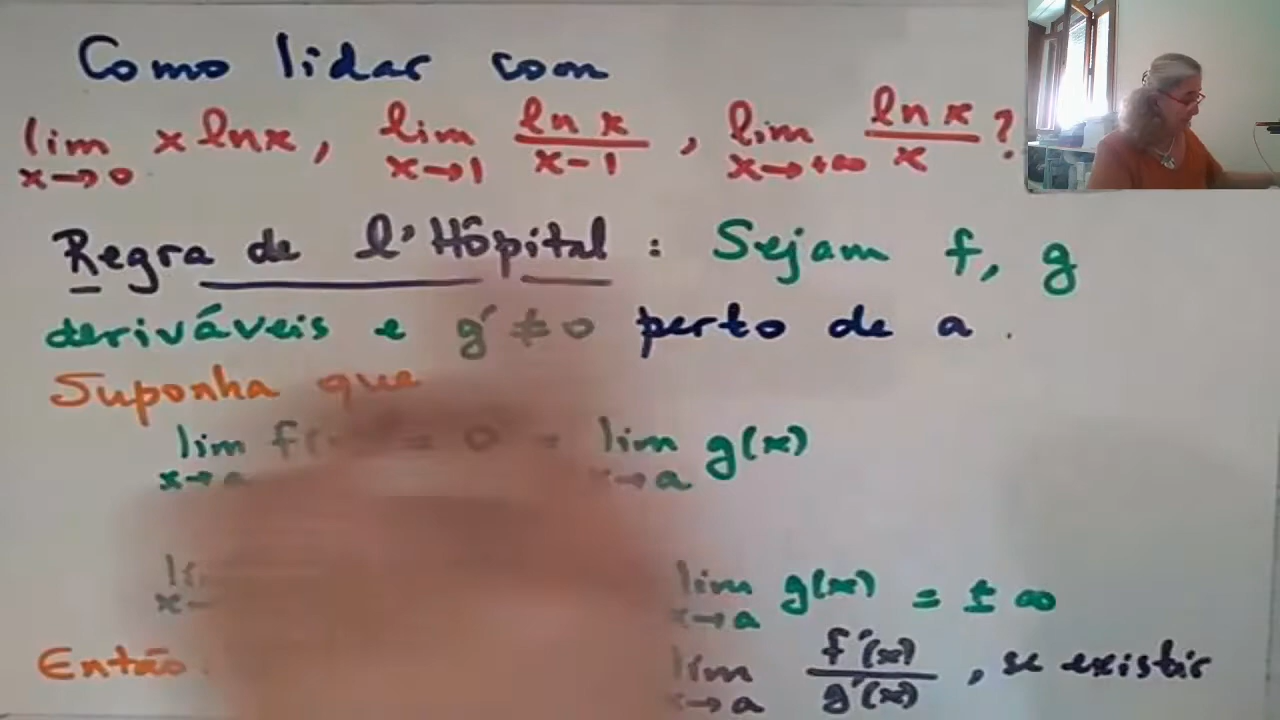 Como lidar com
lim x→0 x ln x, lim x→1 ln x / x-1, lim x→+∞ ln x / x ?
Regra de l'Hôpital : Sejam f, g
deriváveis e g' ≠ 0 perto de a.
Suponha que
lim x→a = 0 = lim x→a g(x)
lim x→a g(x) = ± ∞
Então lim x→a f'(x) / g'(x), se existir